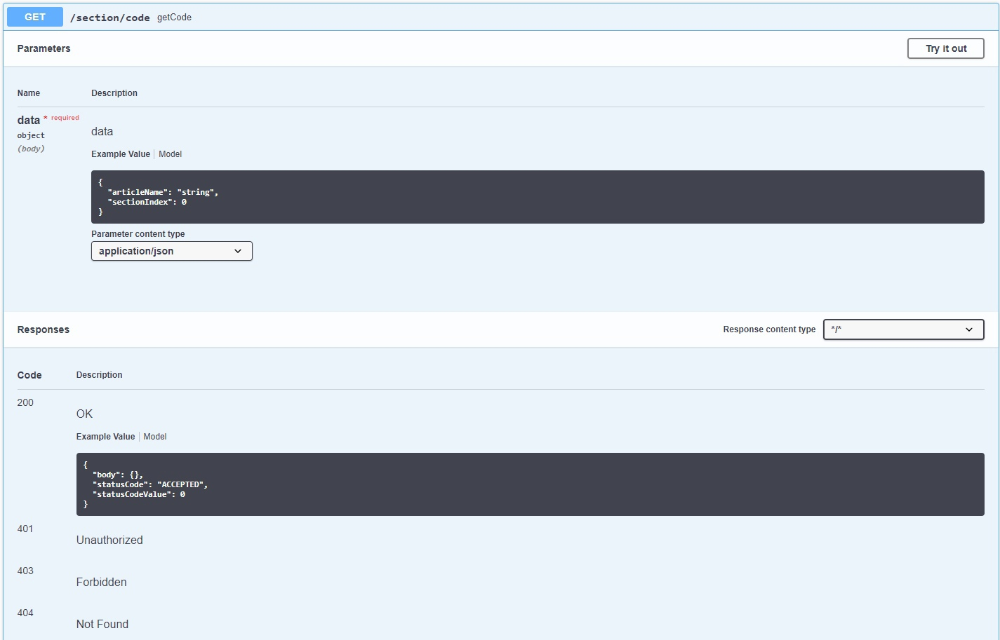 GET /section/code getCode
Parameters Try it out
Name Description
data * required
object
(body)
data
Example Value Model
{
  "articleName": "string",
  "sectionIndex": 0
}
Parameter content type
application/json
Responses Response content type */*
Code Description
200
OK
Example Value Model
{
  "body": {},
  "statusCode": "ACCEPTED",
  "statusCodeValue": 0
}
401
Unauthorized
403
Forbidden
404
Not Found